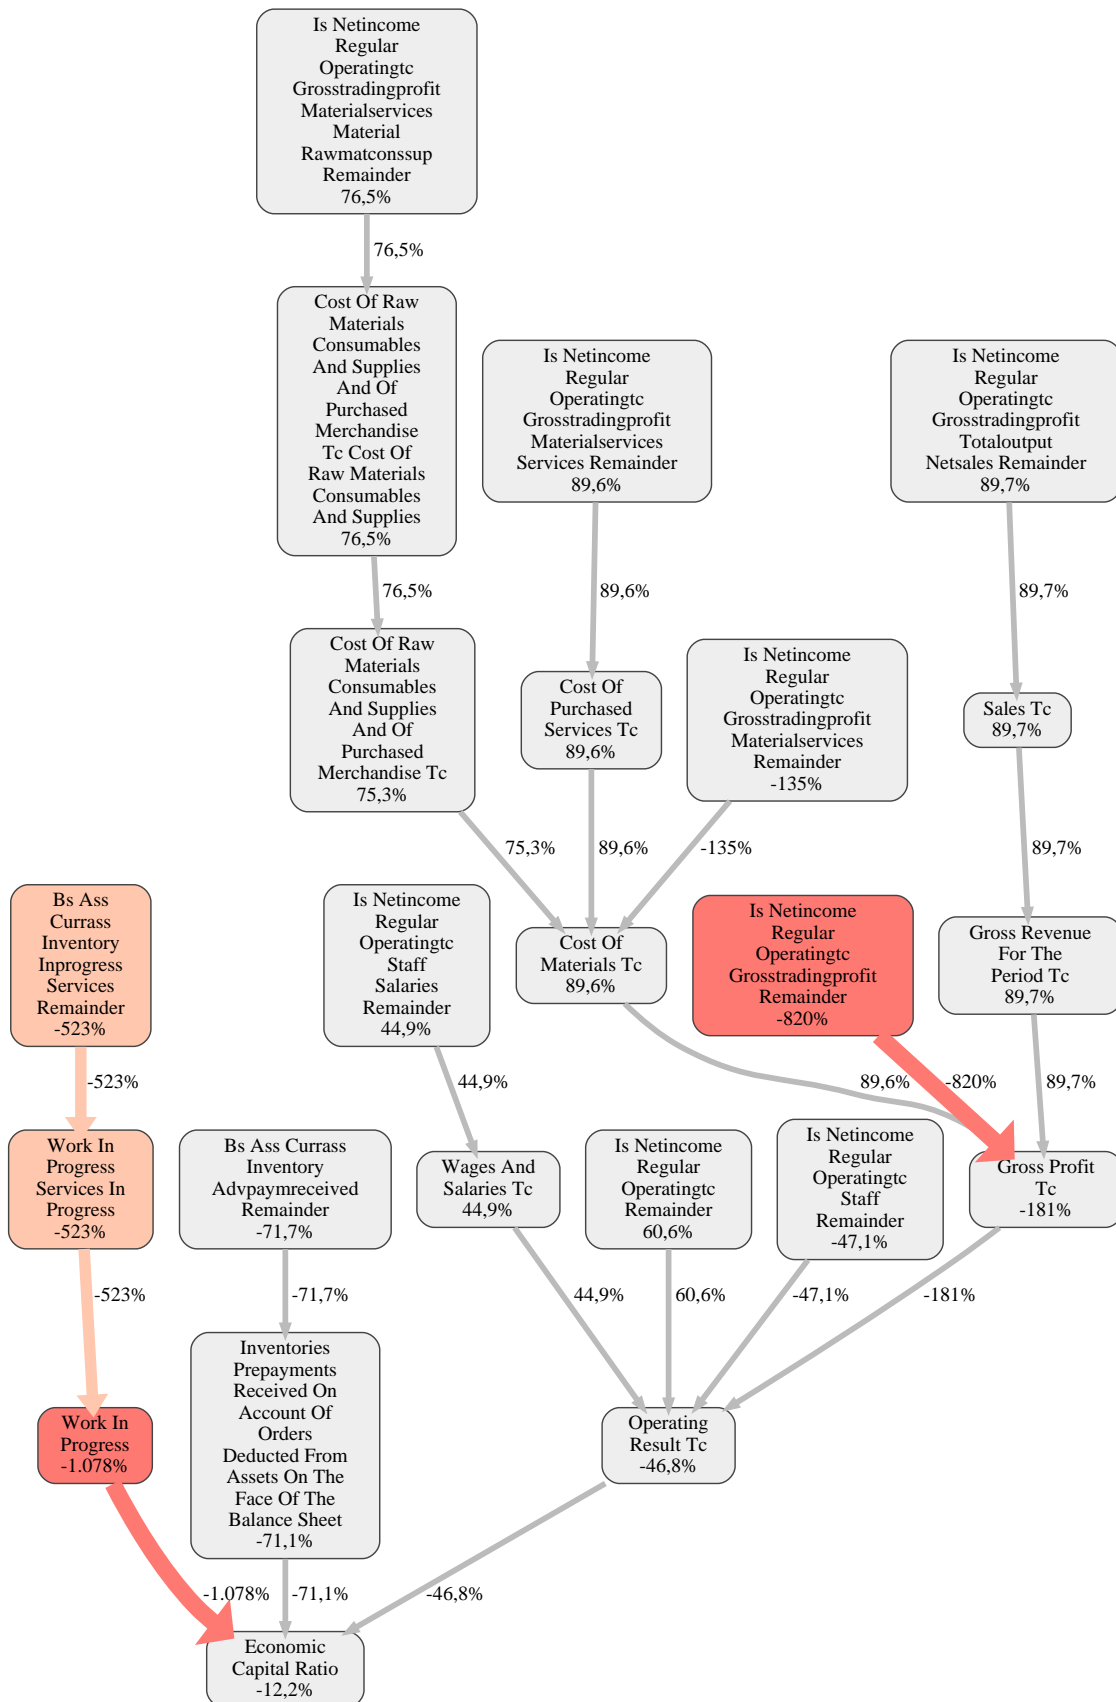 Is Netincome
Regular
Operatingtc
Grosstradingprofit
Materialservices
Material
Rawmatconssup
Remainder
76,5%
76,5%
Cost Of Raw
Materials
Consumables
And Supplies
And Of
Purchased
Merchandise
Tc Cost Of
Raw Materials
Consumables
And Supplies
76,5%
Is Netincome
Regular
Operatingtc
Grosstradingprofit
Materialservices
Services Remainder
89,6%
Is Netincome
Regular
Operatingtc
Grosstradingprofit
Totaloutput
Netsales Remainder
89,7%
76,5%
89,6%
89,7%
Cost Of Raw
Materials
Consumables
And Supplies
And Of
Purchased
Merchandise Tc
75,3%
Cost Of
Purchased
Services Tc
89,6%
Is Netincome
Regular
Operatingtc
Grosstradingprofit
Materialservices
Remainder
-135%
Sales Tc
89,7%
75,3%
89,6%
-135%
89,7%
Bs Ass
Currass
Inventory
Inprogress
Services
Remainder
-523%
Is Netincome
Regular
Operatingtc
Staff
Salaries
Remainder
44,9%
Cost Of
Materials Tc
89,6%
Is Netincome
Regular
Operatingtc
Grosstradingprofit
Remainder
-820%
Gross Revenue
For The
Period Tc
89,7%
-523%
44,9%
89,6%
-820%
89,7%
Work In
Progress
Services In
Progress
-523%
Bs Ass Currass
Inventory
Advpaymreceived
Remainder
-71,7%
Wages And
Salaries Tc
44,9%
Is Netincome
Regular
Operatingtc
Remainder
60,6%
Is Netincome
Regular
Operatingtc
Staff
Remainder
-47,1%
Gross Profit
Tc
-181%
-523%
-71,7%
44,9%
60,6%
-47,1%
-181%
Work In
Progress
-1.078%
Inventories
Prepayments
Received On
Account Of
Orders
Deducted From
Assets On The
Face Of The
Balance Sheet
-71,1%
Operating
Result Tc
-46,8%
-1.078%
-71,1%
-46,8%
Economic
Capital Ratio
-12,2%